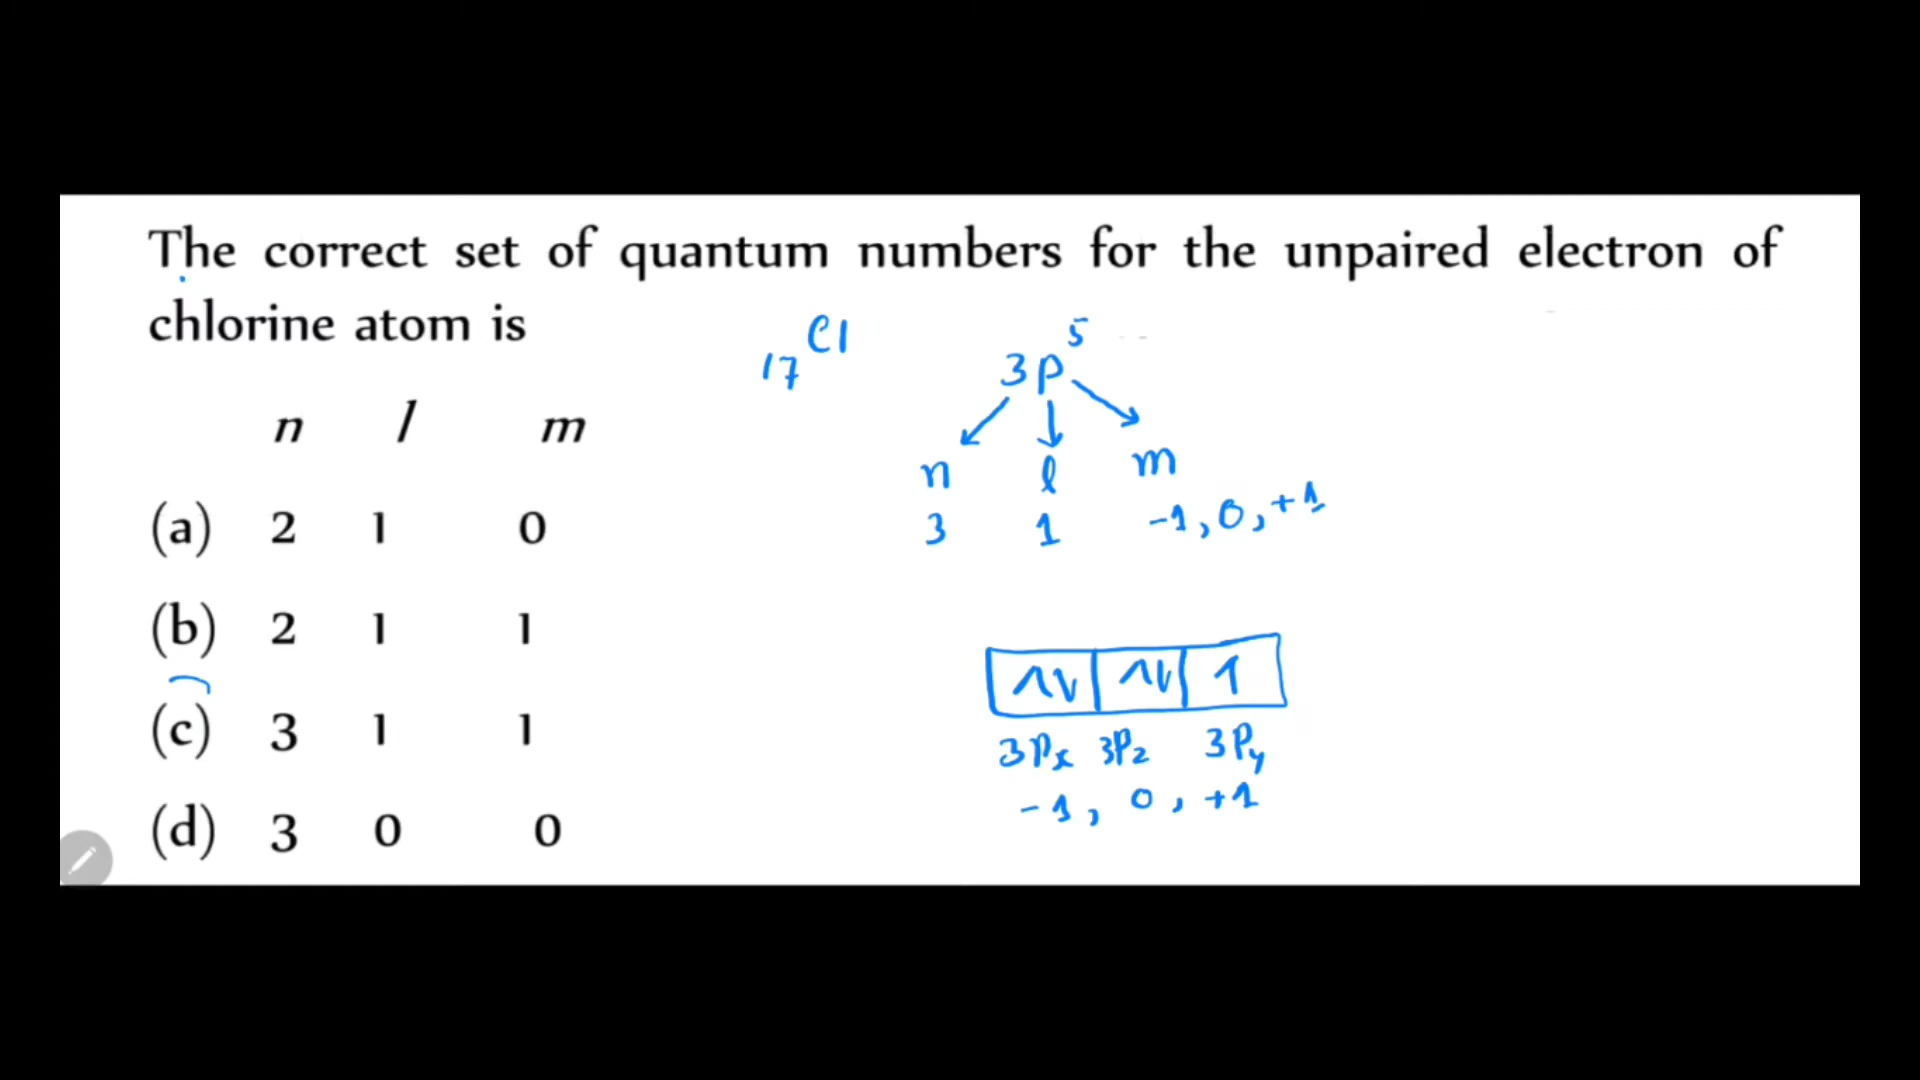 The correct set of quantum numbers for the unpaired electron of
chlorine atom is
17Cl
3p5
n l m
n l m
3 1 -1, 0, +1
(a) 2 1 0
(b) 2 1 1
(c) 3 1 1
(d) 3 0 0
1
3Px 3Pz 3Py
-1, 0, +1